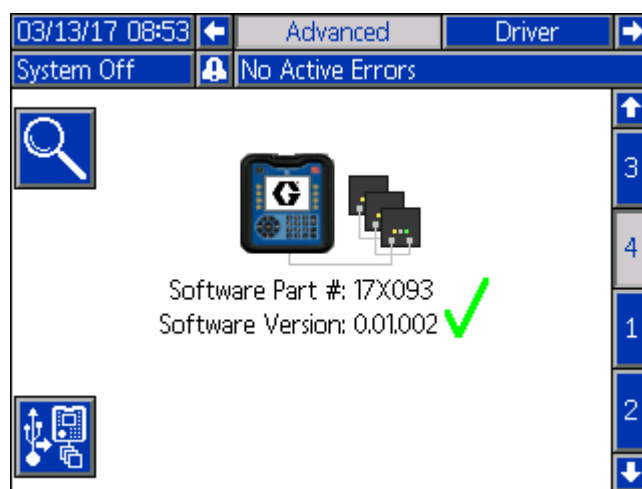 03/13/17 08:53 Advanced Driver
System Off No Active Errors
3
4
Software Part #: 17X093
Software Version: 0.01.002
1
2